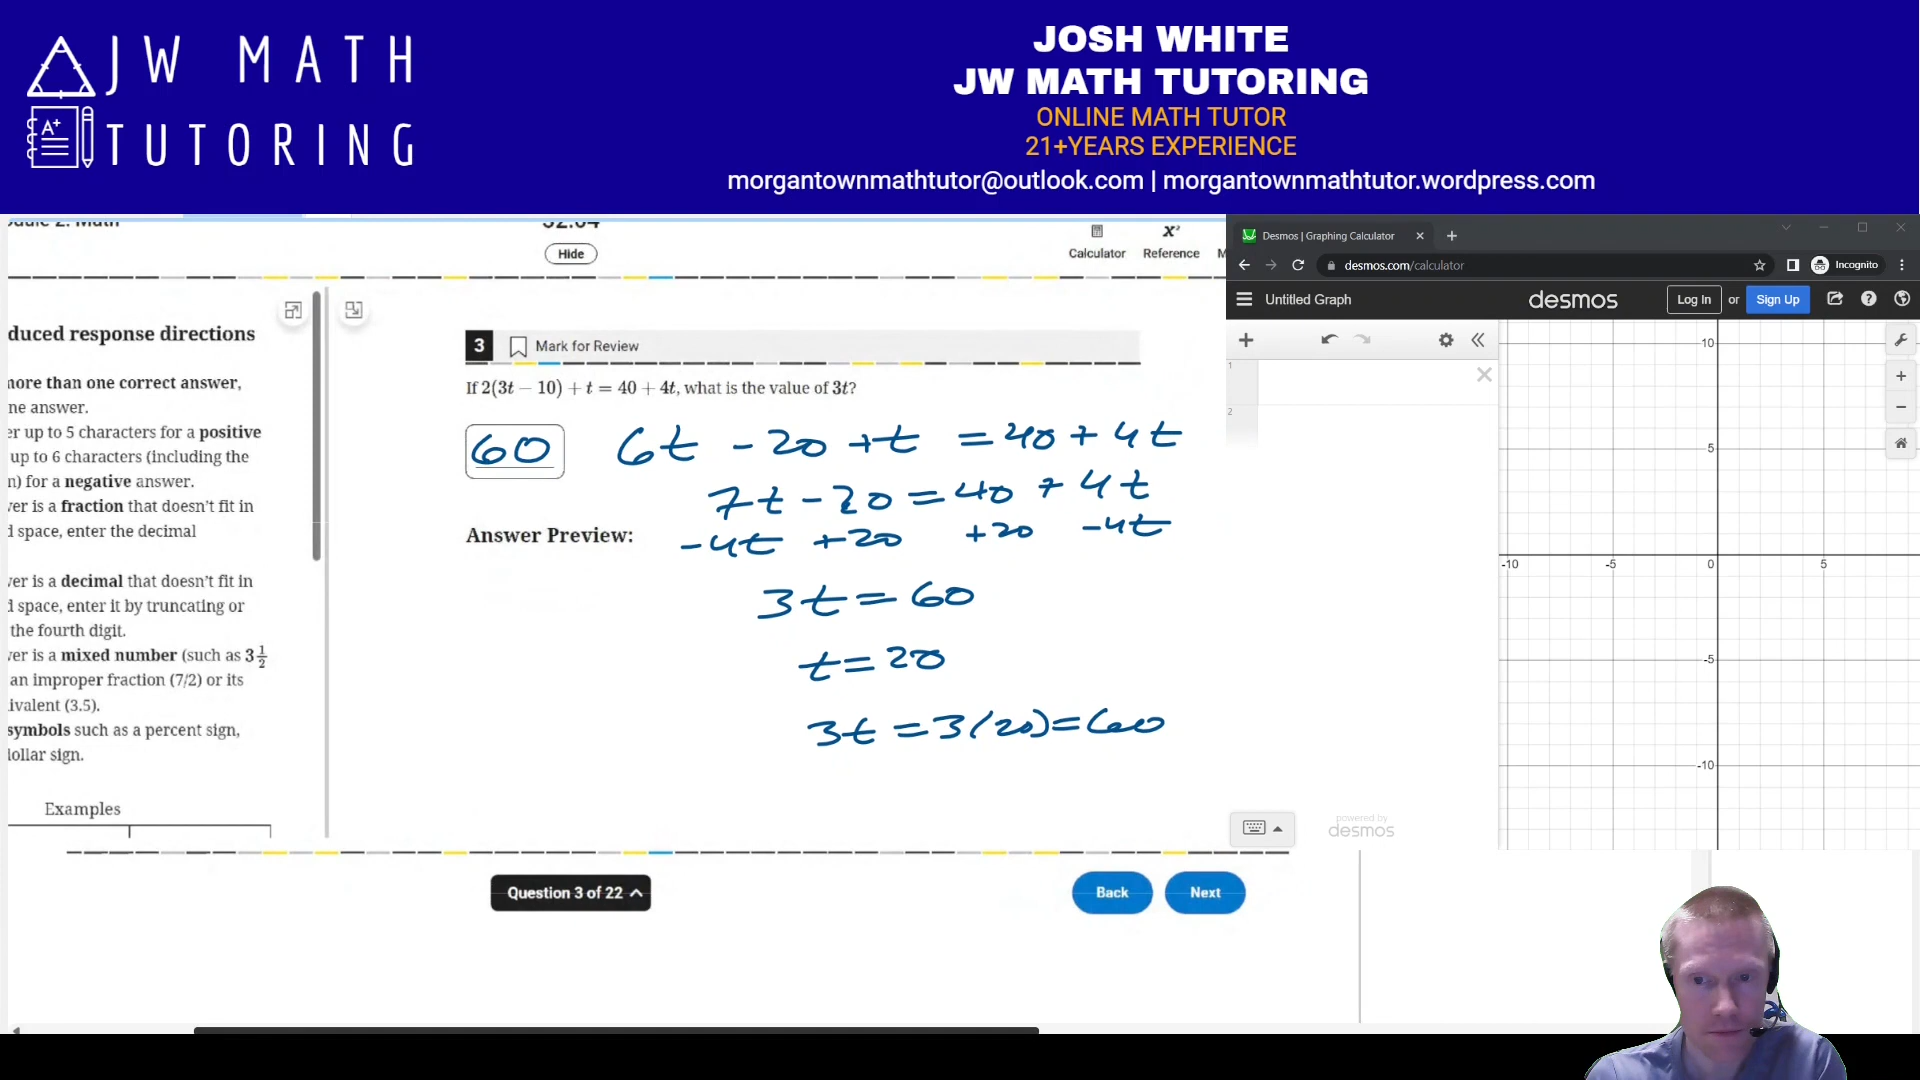 JW MATH
TUTORING
A+
JOSH WHITE
JW MATH TUTORING
ONLINE MATH TUTOR
21+YEARS EXPERIENCE
morgantownmathtutor@outlook.com | morgantownmathtutor.wordpress.com
Hide
Calculator
X²
Reference
M
duced response directions
more than one correct answer,
ne answer.
er up to 5 characters for a positive
up to 6 characters (including the
n) for a negative answer.
ver is a fraction that doesn't fit in
d space, enter the decimal
ver is a decimal that doesn't fit in
d space, enter it by truncating or
the fourth digit.
ver is a mixed number (such as 3 1/2
an improper fraction (7/2) or its
ivalent (3.5).
symbols such as a percent sign,
dollar sign.
Examples
3 Mark for Review
If 2(3t − 10) + t = 40 + 4t, what is the value of 3t?
60
6t - 20 + t = 40 + 4t
7t - 20 = 40 + 4t
-4t +20 +20 -4t
Answer Preview:
3t = 60
t = 20
3t = 3(20) = 60
Question 3 of 22
Back
Next
Desmos | Graphing Calculator
desmos.com/calculator
Incognito
Untitled Graph
desmos
Log In or Sign Up
1
2
10
5
-10 -5 0 5
-5
-10
powered by
desmos